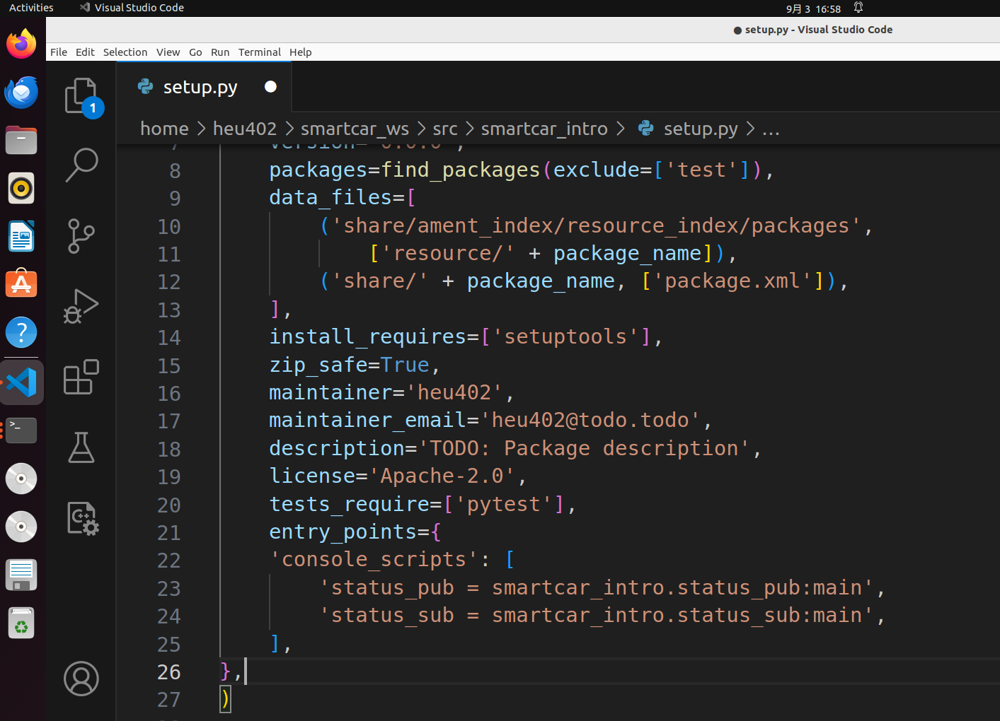 Activities Visual Studio Code 9月 3 16:58
● setup.py - Visual Studio Code
File Edit Selection View Go Run Terminal Help
setup.py
1
home > heu402 > smartcar_ws > src > smartcar_intro > setup.py > ...
7 version='0.0.0',
8 packages=find_packages(exclude=['test']),
9 data_files=[
10 ('share/ament_index/resource_index/packages',
11 ['resource/' + package_name]),
12 ('share/' + package_name, ['package.xml']),
13 ],
14 install_requires=['setuptools'],
15 zip_safe=True,
16 maintainer='heu402',
17 maintainer_email='heu402@todo.todo',
18 description='TODO: Package description',
19 license='Apache-2.0',
20 tests_require=['pytest'],
21 entry_points={
22 'console_scripts': [
23 'status_pub = smartcar_intro.status_pub:main',
24 'status_sub = smartcar_intro.status_sub:main',
25 ],
26 },
27 )